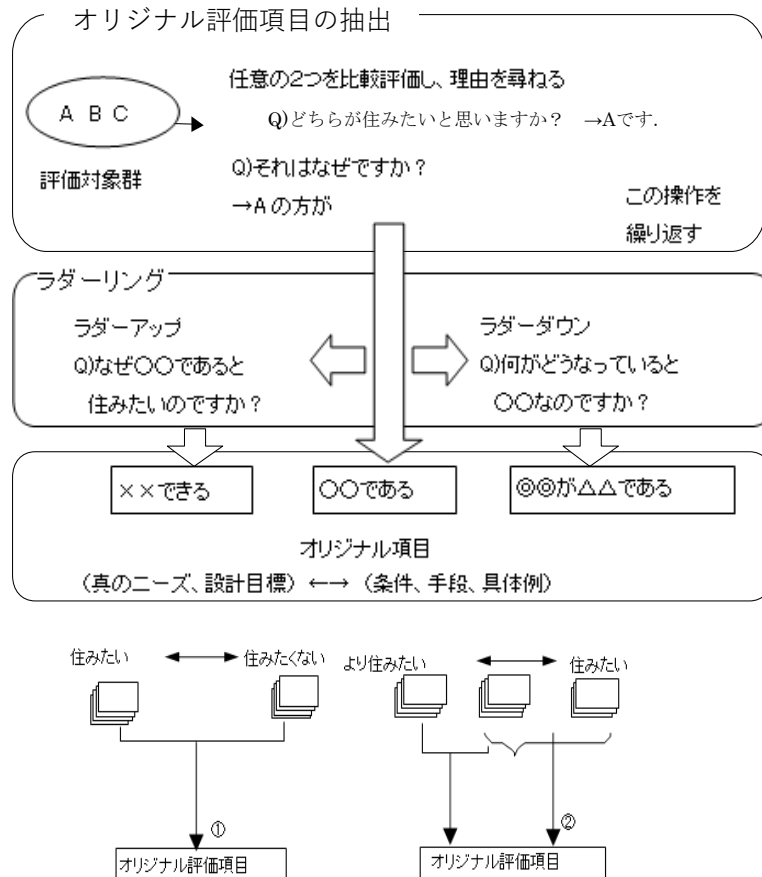 オリジナル評価項目の抽出
任意の2つを比較評価し、理由を尋ねる
A B C
Q)どちらが住みたいと思いますか？ →Aです.
評価対象群
Q)それはなぜですか？
→Aの方が
この操作を
繰り返す
ラダーリング
ラダーアップ
Q)なぜ〇〇であると
住みたいのですか？
ラダーダウン
Q)何がどうなっていると
〇〇なのですか？
××できる
〇〇である
◎◎が△△である
オリジナル項目
(真のニーズ、設計目標) ←→ (条件、手段、具体例)
住みたい
住みたくない
より住みたい
住みたい
①
②
オリジナル評価項目
オリジナル評価項目